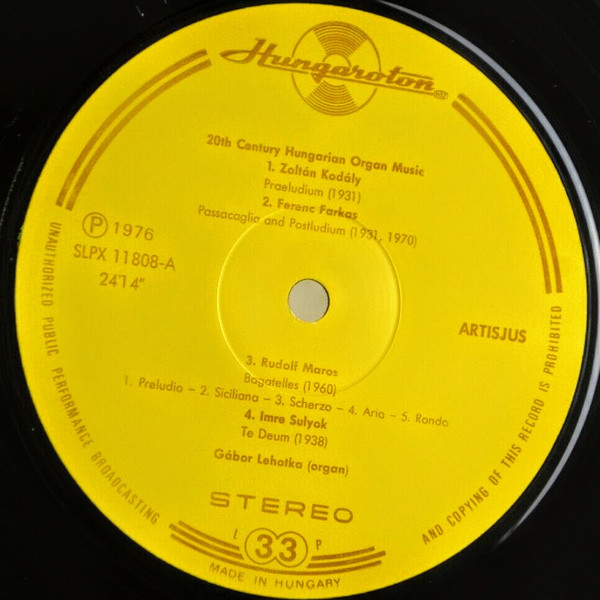 Hungaroton
20th Century Hungarian Organ Music
1. Zoltán Kodály
Praeludium (1931)
2. Ferenc Farkas
Passacaglia and Postludium (1931, 1970)
Ⓟ 1976
SLPX 11808-A
24'14"
ARTISJUS
3. Rudolf Maros
Bagatelles (1960)
1. Preludio – 2. Siciliana – 3. Scherzo – 4. Aria – 5. Rondo
4. Imre Sulyok
Te Deum (1938)
Gábor Lehotka (organ)
STEREO
L 33 P
MADE IN HUNGARY
UNAUTHORIZED PUBLIC PERFORMANCE BROADCASTING
AND COPYING OF THIS RECORD IS PROHIBITED